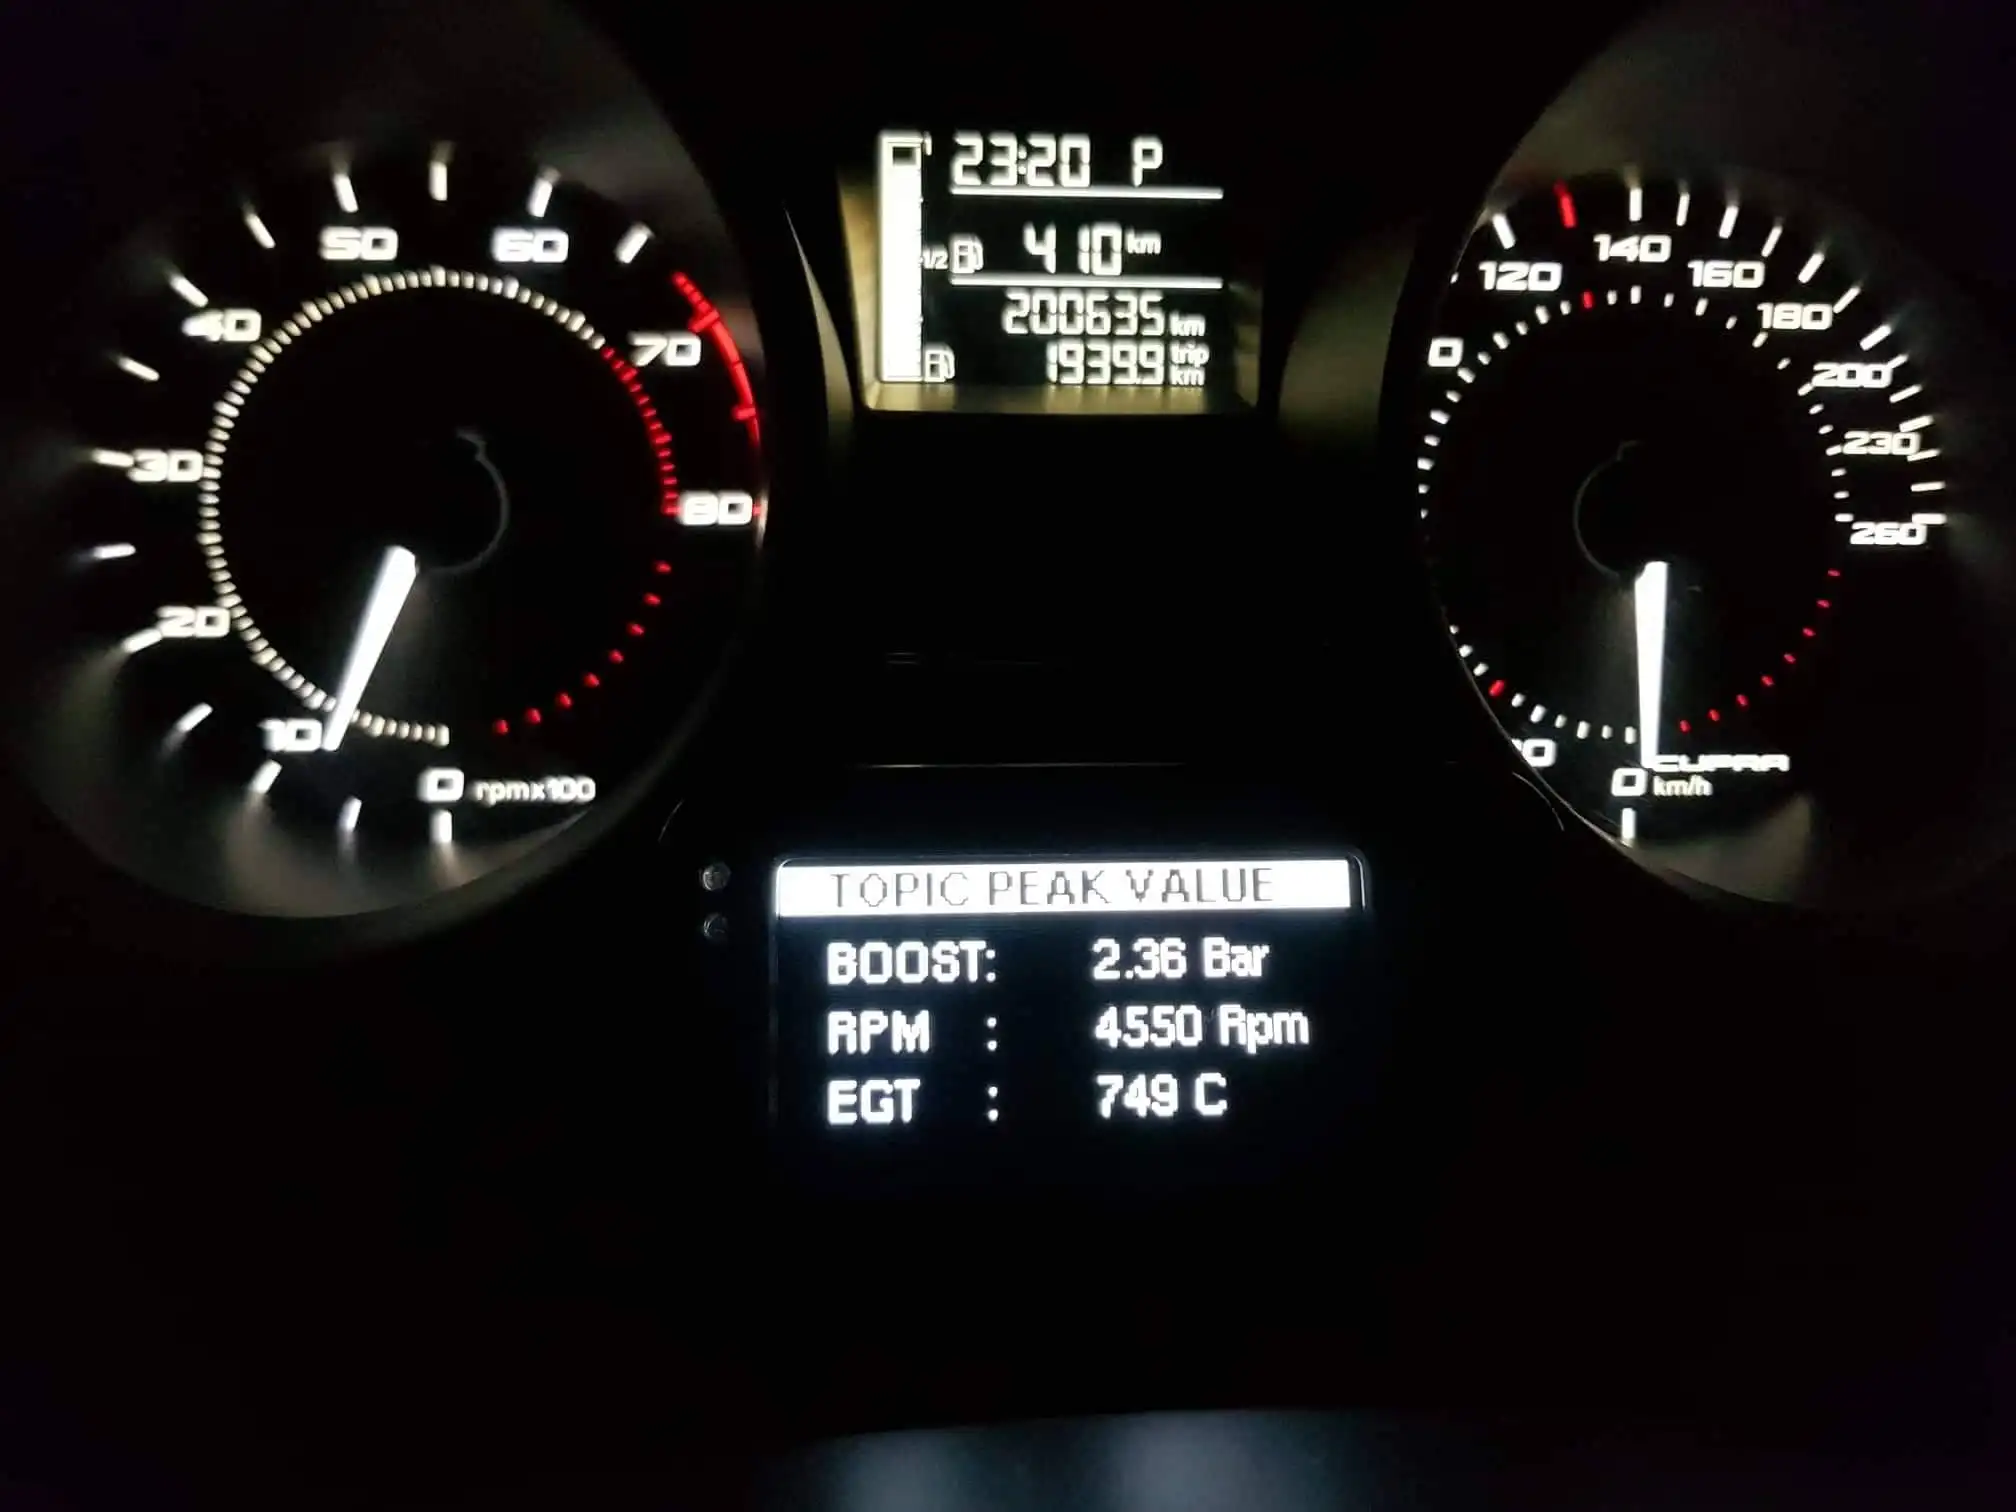 23:20 P
410 km
1/2
200635 km
1939.9 trip km
50
60
40
70
30
80
20
10
0 rpmx100
120
140
160
180
200
230
260
0
CUPRA
0 km/h
TOPIC PEAK VALUE
BOOST: 2.36 Bar
RPM : 4550 Rpm
EGT : 749 C